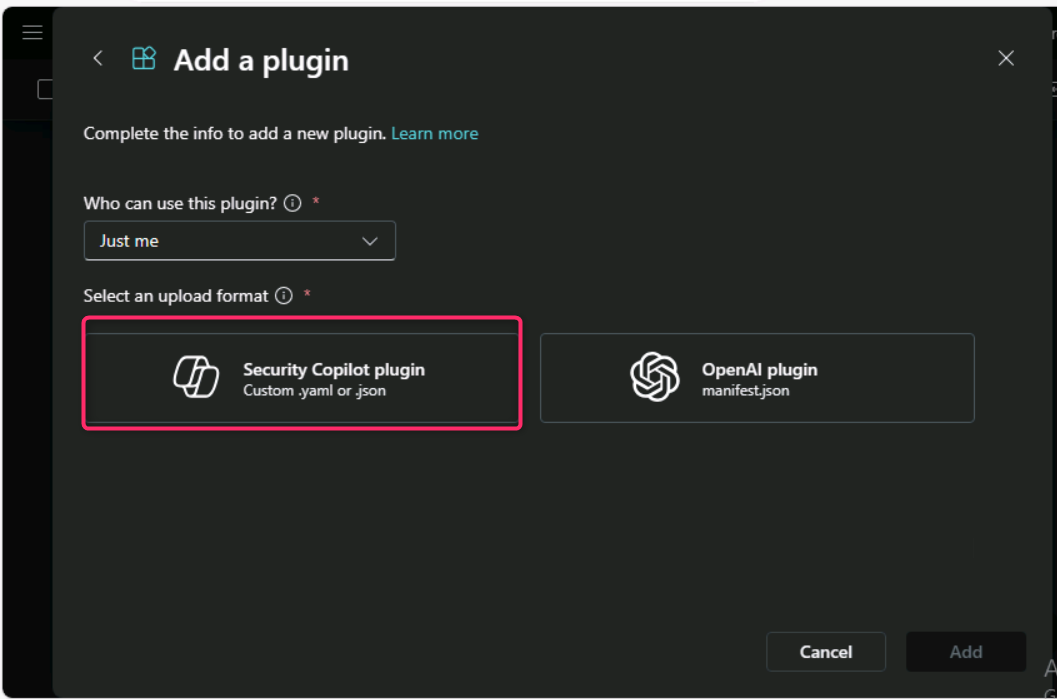 Add a plugin
Complete the info to add a new plugin. Learn more
Who can use this plugin? *
Just me
Select an upload format *
Security Copilot plugin
Custom .yaml or .json
OpenAI plugin
manifest.json
Cancel
Add